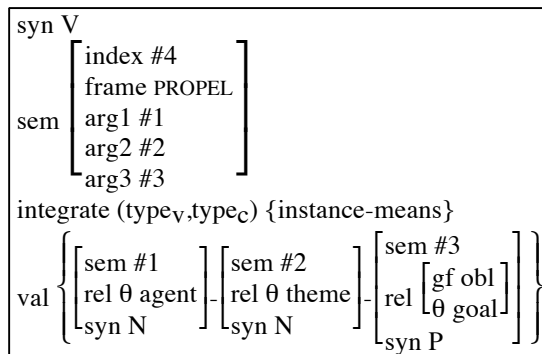 syn V
index #4
frame PROPEL
sem
arg1 #1
arg2 #2
arg3 #3
integrate (typev,typec) {instance-means}
sem #1 sem #2 sem #3
val { [rel θ agent] - [rel θ theme] - [rel [gf obl θ goal]] }
syn N syn N syn P